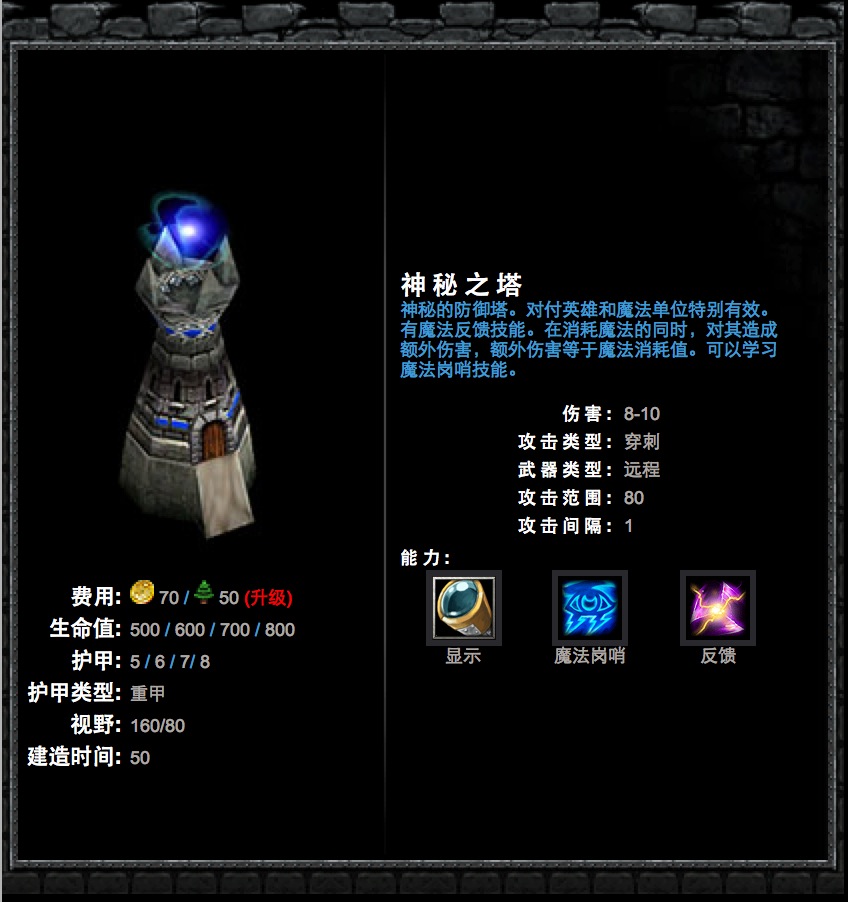 神秘之塔
神秘的防御塔。对付英雄和魔法单位特别有效。
有魔法反馈技能。在消耗魔法的同时，对其造成
额外伤害，额外伤害等于魔法消耗值。可以学习
魔法岗哨技能。
伤害： 8-10
攻击类型： 穿刺
武器类型： 远程
攻击范围： 80
攻击间隔： 1
能力：
显示 魔法岗哨 反馈
费用: 70 / 50 (升级)
生命值: 500 / 600 / 700 / 800
护甲: 5 / 6 / 7/ 8
护甲类型: 重甲
视野: 160/80
建造时间: 50